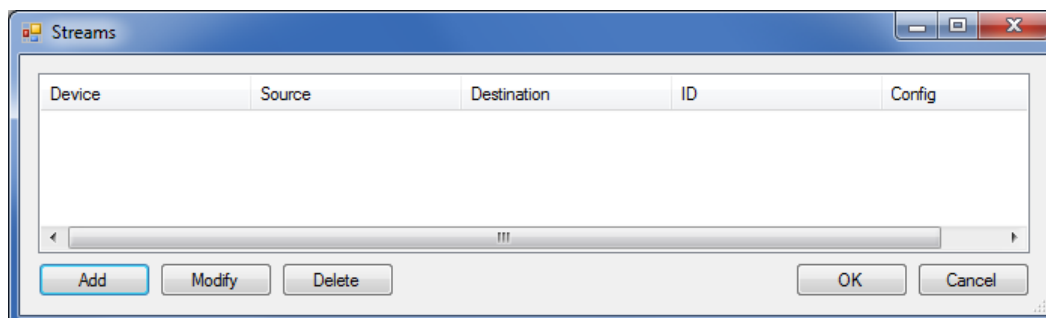 Streams
Device Source Destination ID Config
Add Modify Delete OK Cancel